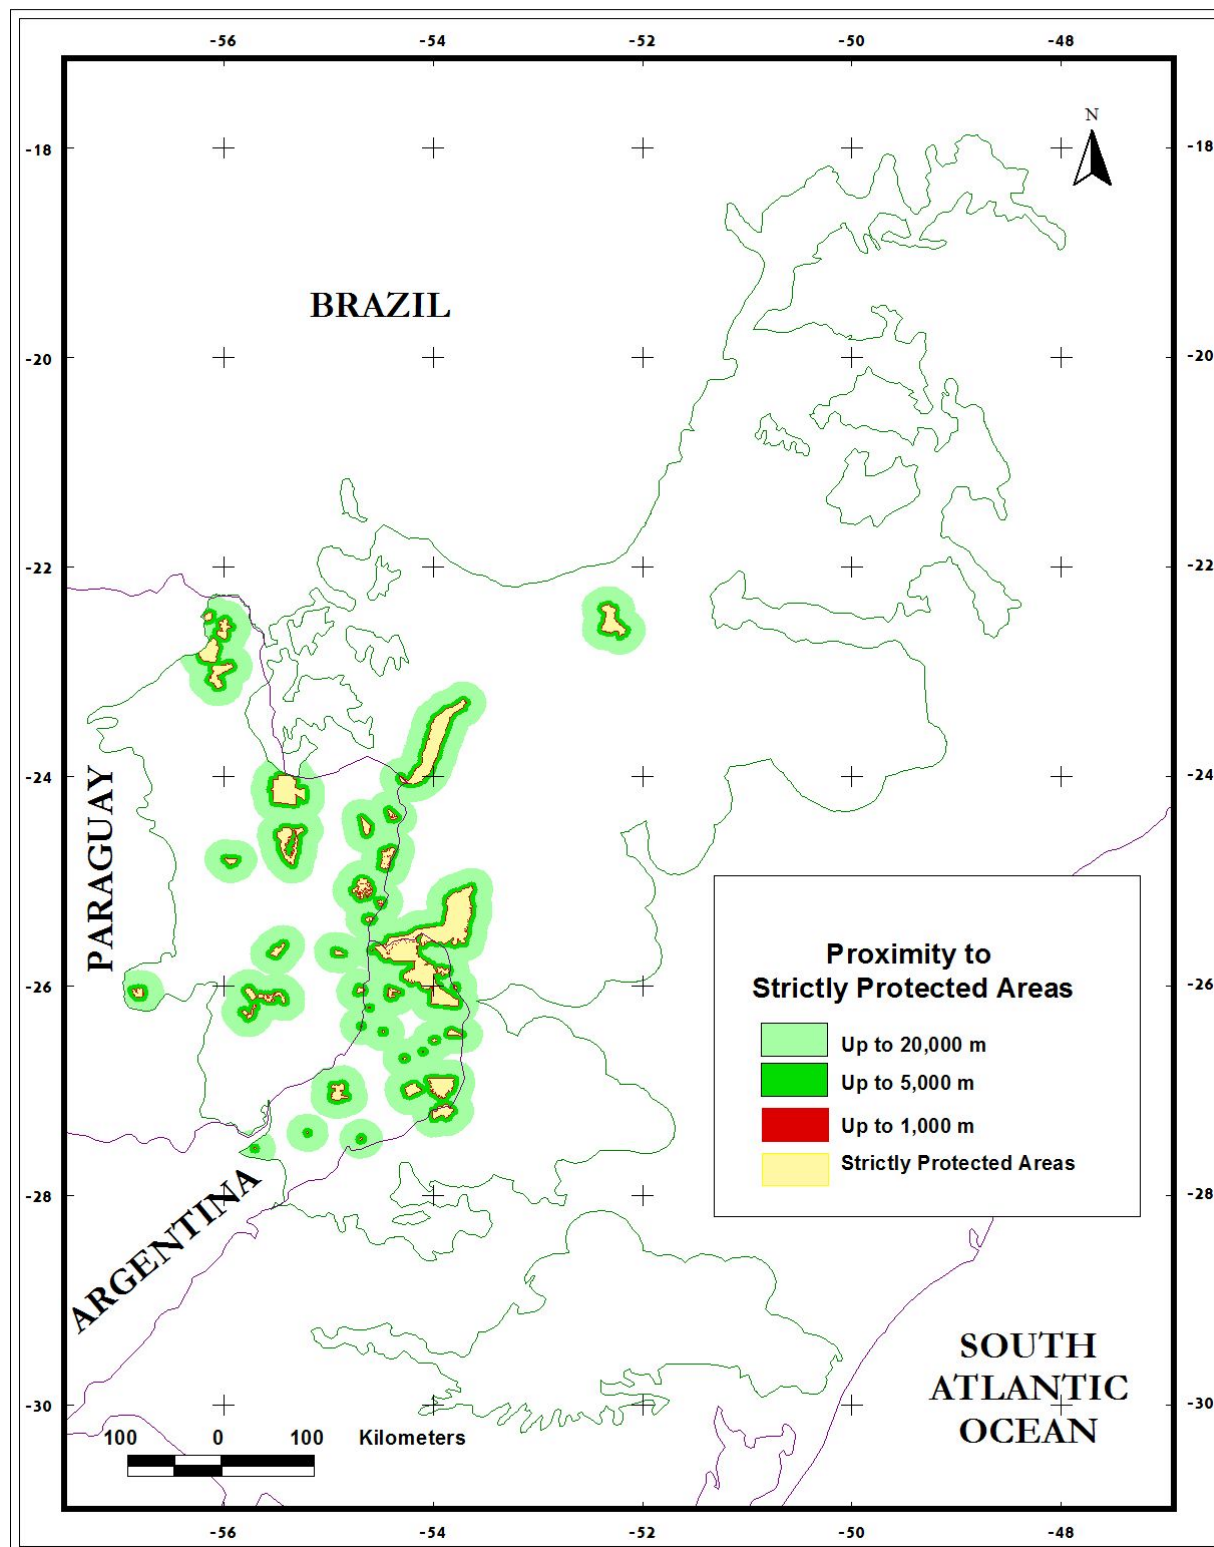 -56 -54 -52 -50 -48
N
-18 -18
BRAZIL
-20 -20
-22 -22
-24 -24
PARAGUAY
Proximity to
Strictly Protected Areas
-26 -26
Up to 20,000 m
Up to 5,000 m
Up to 1,000 m
Strictly Protected Areas
-28 -28
ARGENTINA
SOUTH
ATLANTIC
OCEAN
-30 -30
100 0 100 Kilometers
-56 -54 -52 -50 -48